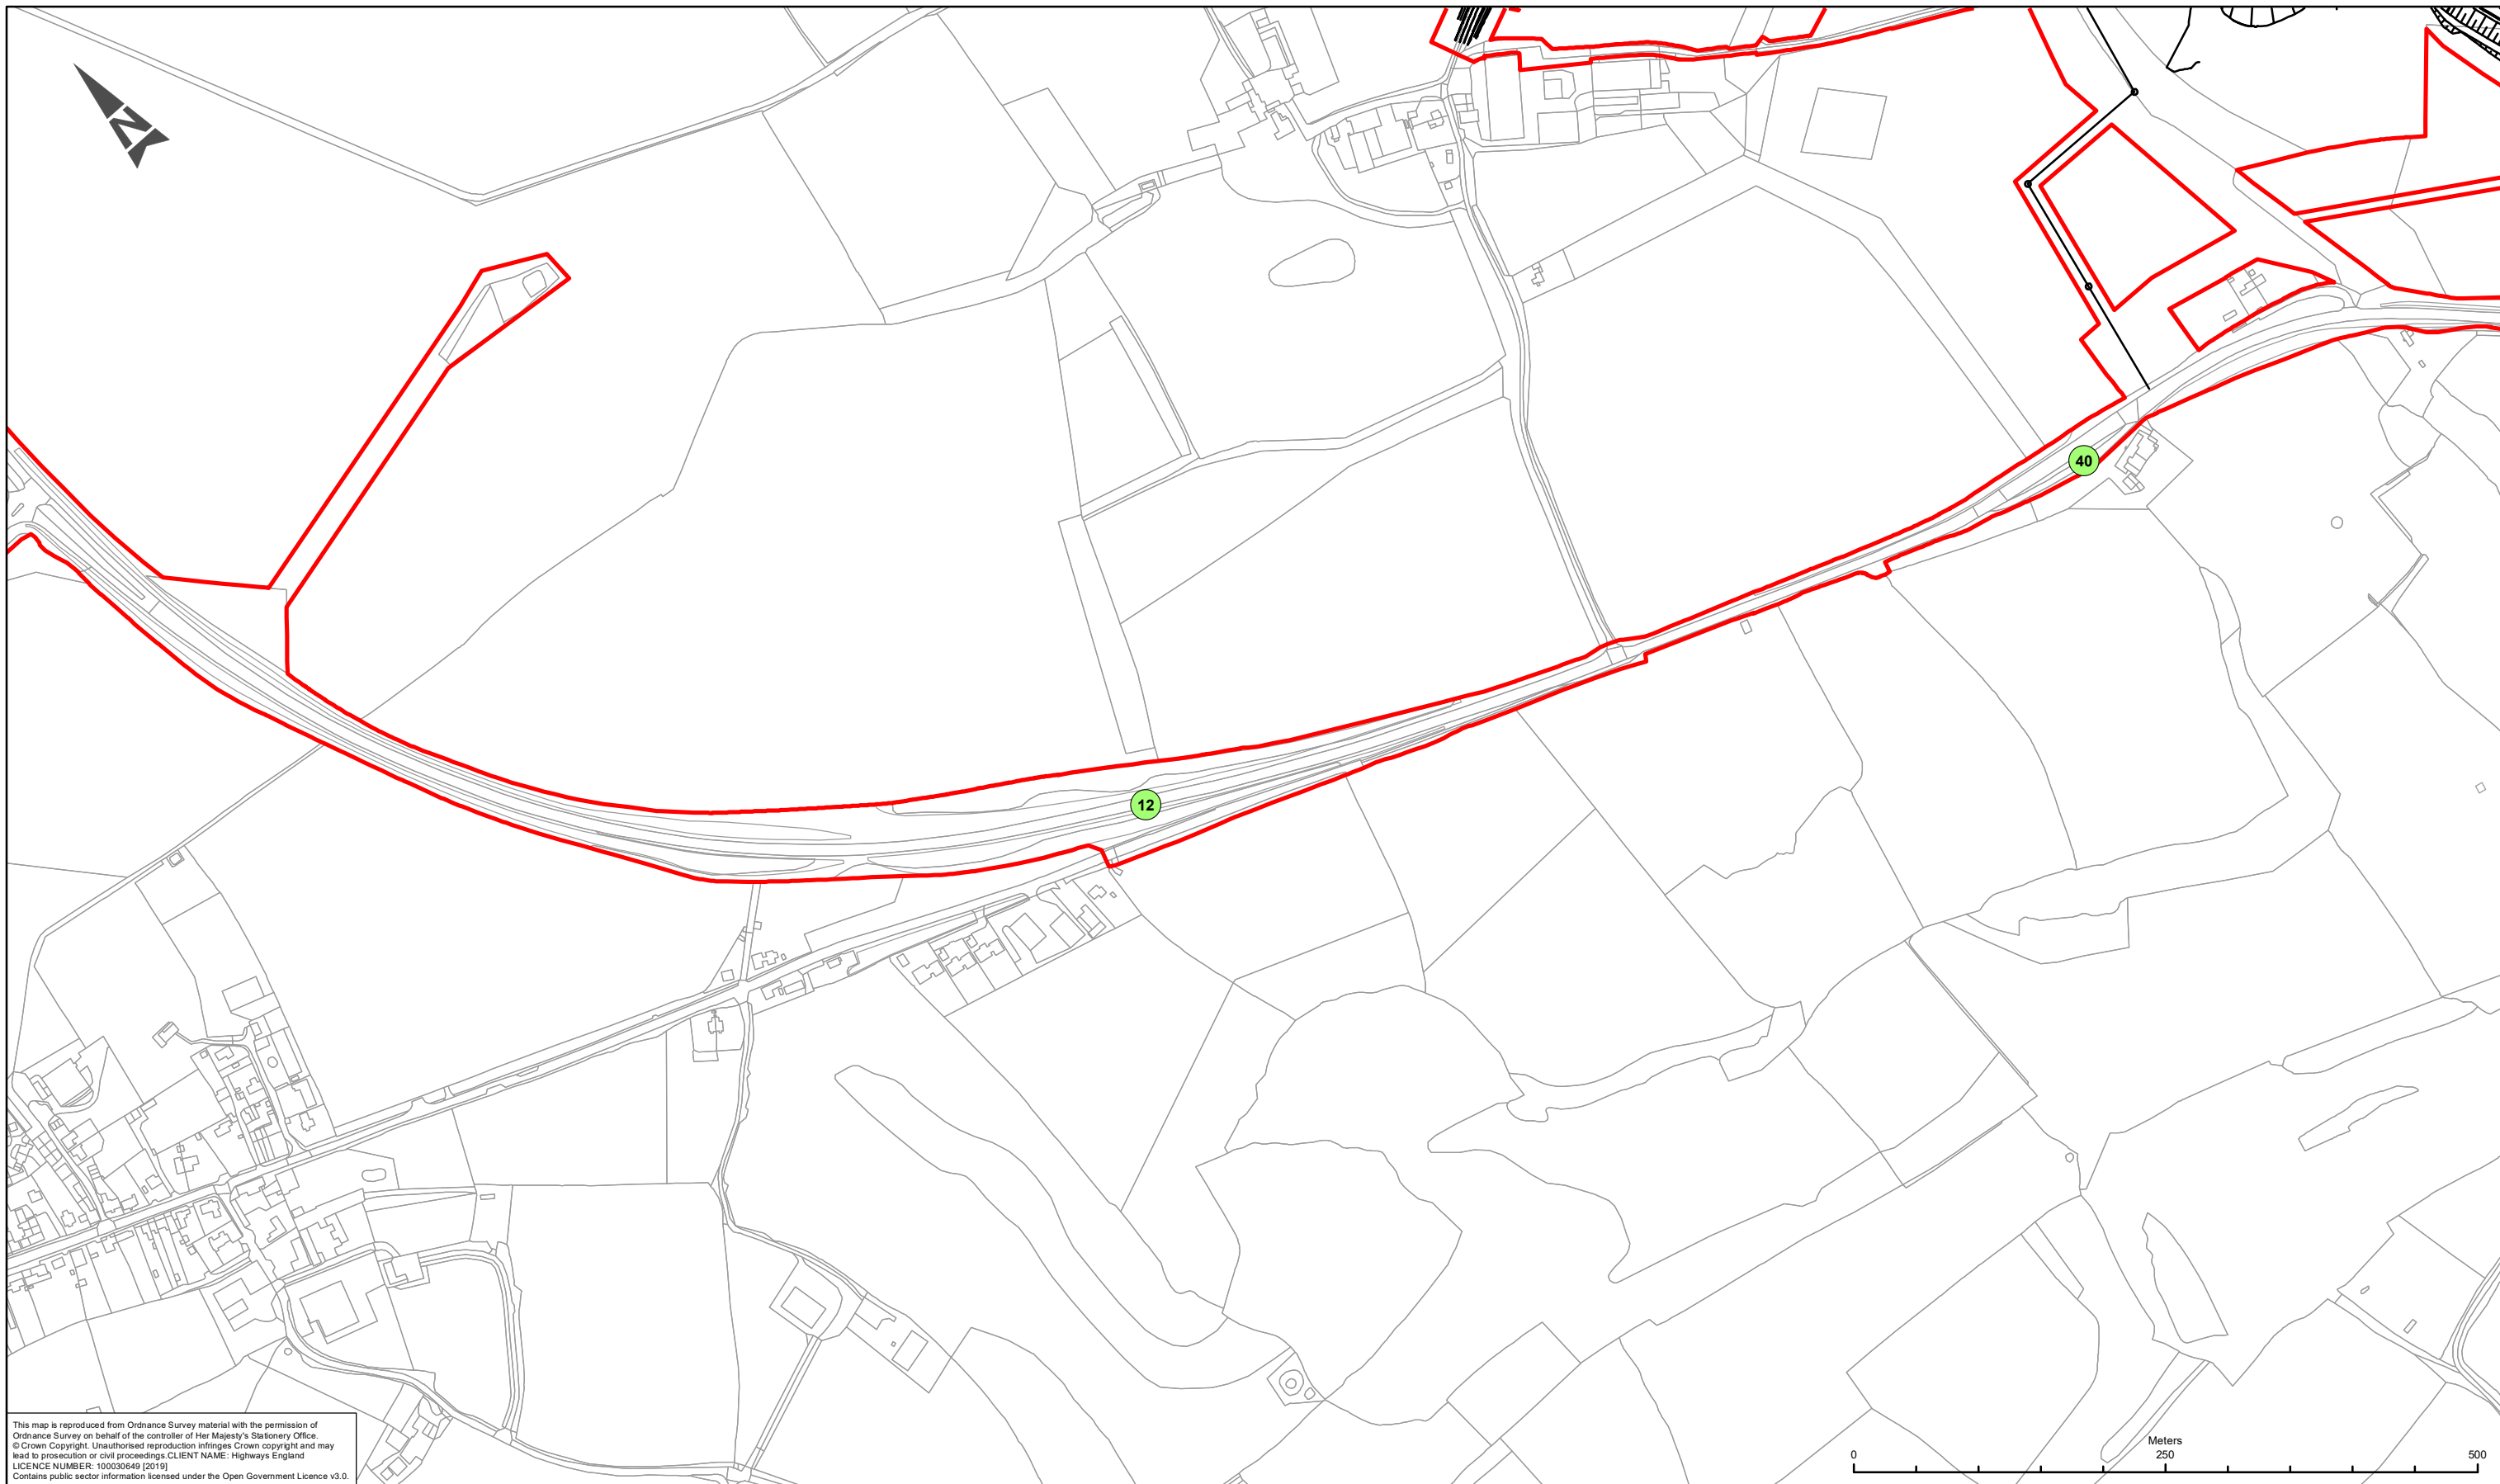 N
40
12
This map is reproduced from Ordnance Survey material with the permission of
Ordnance Survey on behalf of the controller of Her Majesty's Stationery Office.
© Crown Copyright. Unauthorised reproduction infringes Crown copyright and may
lead to prosecution or civil proceedings.CLIENT NAME: Highways England
LICENCE NUMBER: 100030649 [2019]
Contains public sector information licensed under the Open Government Licence v3.0.
Meters
0 250 500